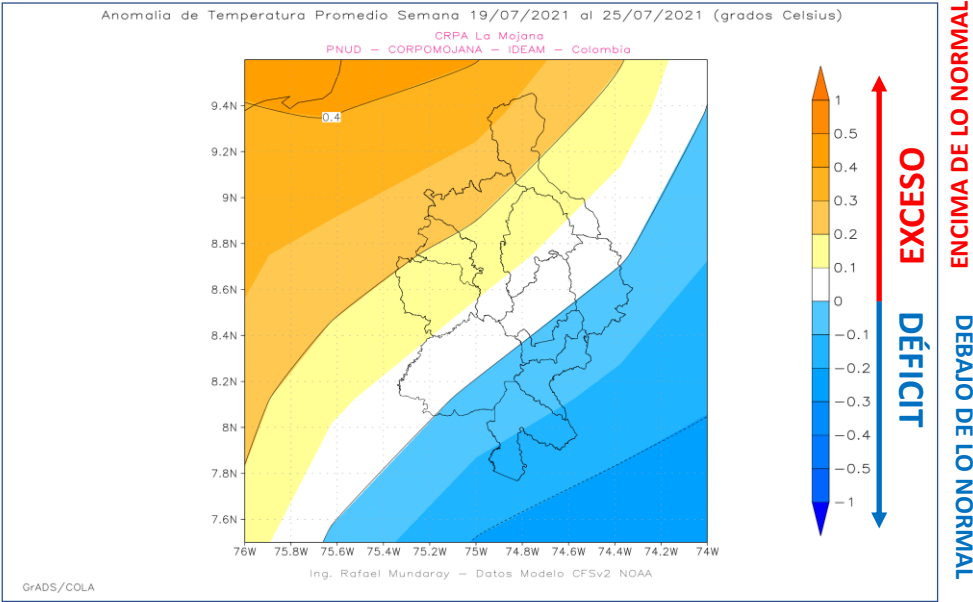 Anomalia de Temperatura Promedio Semana 19/07/2021 al 25/07/2021 (grados Celsius)
CRPA La Mojana
PNUD – CORPOMOJANA – IDEAM – Colombia
9.4N
9.2N
9N
8.8N
8.6N
8.4N
8.2N
8N
7.8N
7.6N
0.4
76W 75.8W 75.6W 75.4W 75.2W 75W 74.8W 74.6W 74.4W 74.2W 74W
Ing. Rafael Mundaray – Datos Modelo CFSv2 NOAA
GrADS/COLA
1
0.5
0.4
0.3
0.2
0.1
0
−0.1
−0.2
−0.3
−0.4
−0.5
−1
EXCESO
DÉFICIT
ENCIMA DE LO NORMAL
DEBAJO DE LO NORMAL